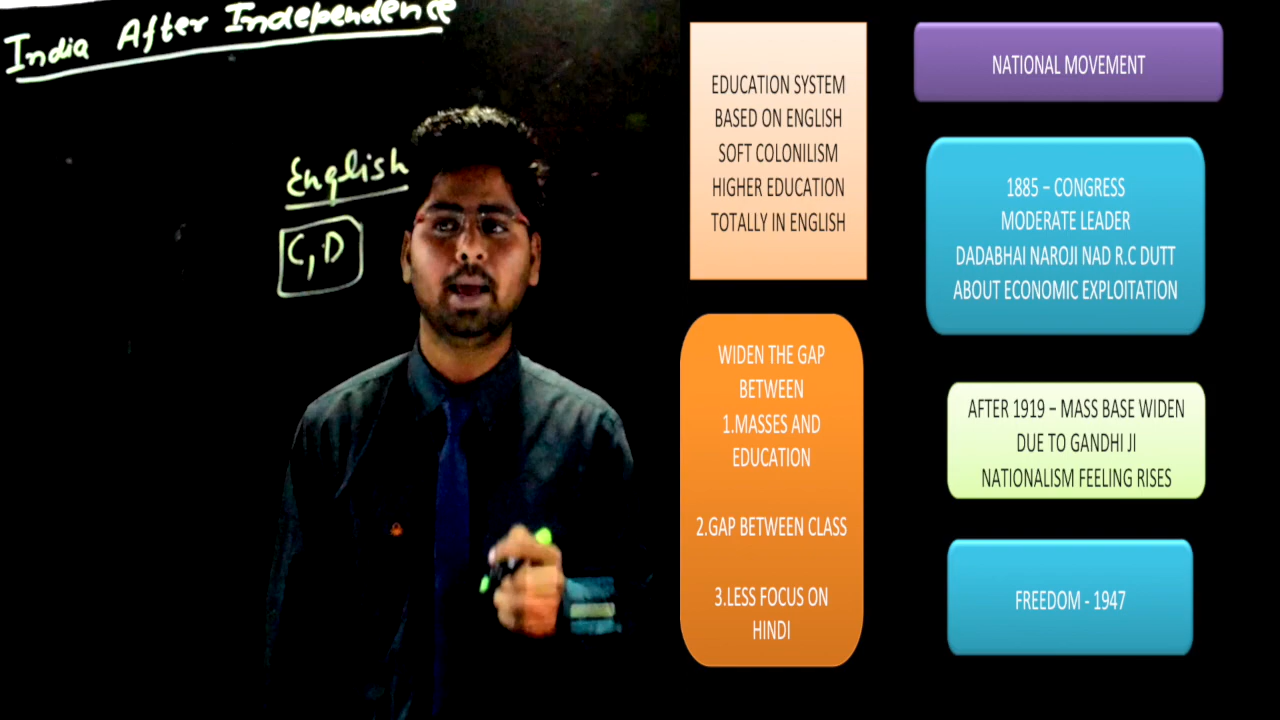 India After Independence
English
C, D
EDUCATION SYSTEM
BASED ON ENGLISH
SOFT COLONILISM
HIGHER EDUCATION
TOTALLY IN ENGLISH
WIDEN THE GAP
BETWEEN
1.MASSES AND
EDUCATION
2.GAP BETWEEN CLASS
3.LESS FOCUS ON
HINDI
NATIONAL MOVEMENT
1885 – CONGRESS
MODERATE LEADER
DADABHAI NAROJI NAD R.C DUTT
ABOUT ECONOMIC EXPLOITATION
AFTER 1919 – MASS BASE WIDEN
DUE TO GANDHI JI
NATIONALISM FEELING RISES
FREEDOM - 1947